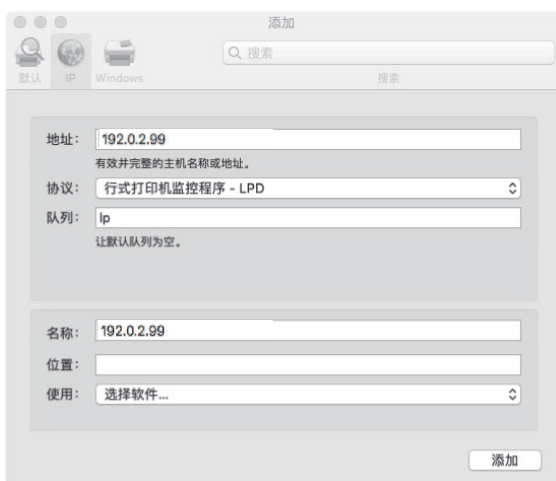 添加
搜索
默认 IP Windows 搜索
地址: 192.0.2.99
有效并完整的主机名称或地址。
协议: 行式打印机监控程序 - LPD
队列: lp
让默认队列为空。
名称: 192.0.2.99
位置:
使用: 选择软件...
添加